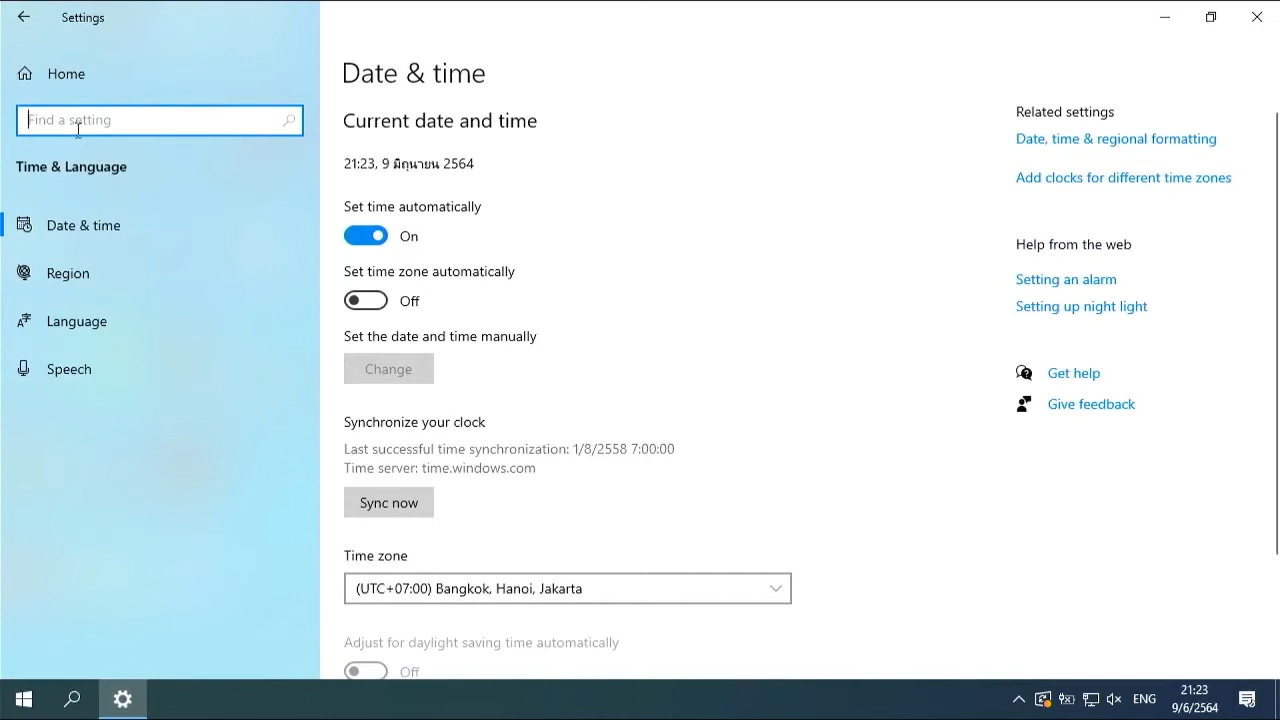 Settings
Home
Find a setting
Time & Language
Date & time
Region
Language
Speech
Date & time
Current date and time
21:23, 9 มิถุนายน 2564
Set time automatically
On
Set time zone automatically
Off
Set the date and time manually
Change
Synchronize your clock
Last successful time synchronization: 1/8/2558 7:00:00
Time server: time.windows.com
Sync now
Time zone
(UTC+07:00) Bangkok, Hanoi, Jakarta
Adjust for daylight saving time automatically
Off
Related settings
Date, time & regional formatting
Add clocks for different time zones
Help from the web
Setting an alarm
Setting up night light
Get help
Give feedback
ENG
21:23
9/6/2564